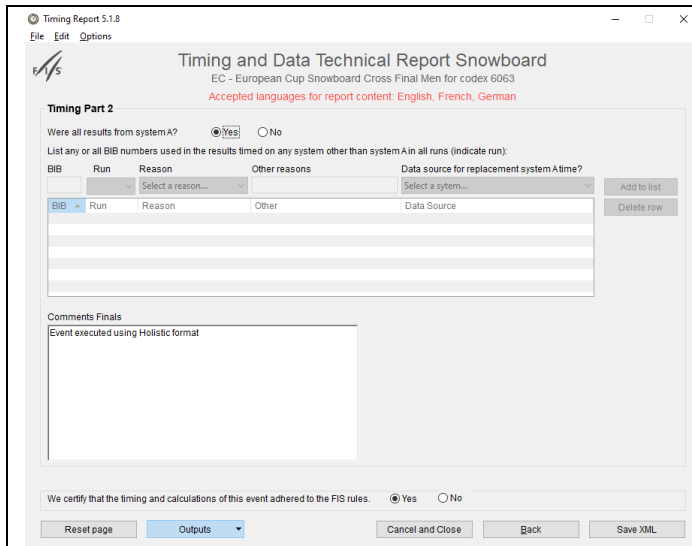 Timing Report 5.1.8
File Edit Options
F/I/S
Timing and Data Technical Report Snowboard
EC - European Cup Snowboard Cross Final Men for codex 6063
Accepted languages for report content: English, French, German
Timing Part 2
Were all results from system A? Yes No
List any or all BIB numbers used in the results timed on any system other than system A in all runs (indicate run):
BIB Run Reason Other reasons Data source for replacement system A time?
Select a reason... Select a sytem... Add to list
BIB Run Reason Other Data Source Delete row
Comments Finals
Event executed using Holistic format
We certify that the timing and calculations of this event adhered to the FIS rules. Yes No
Reset page Outputs Cancel and Close Back Save XML